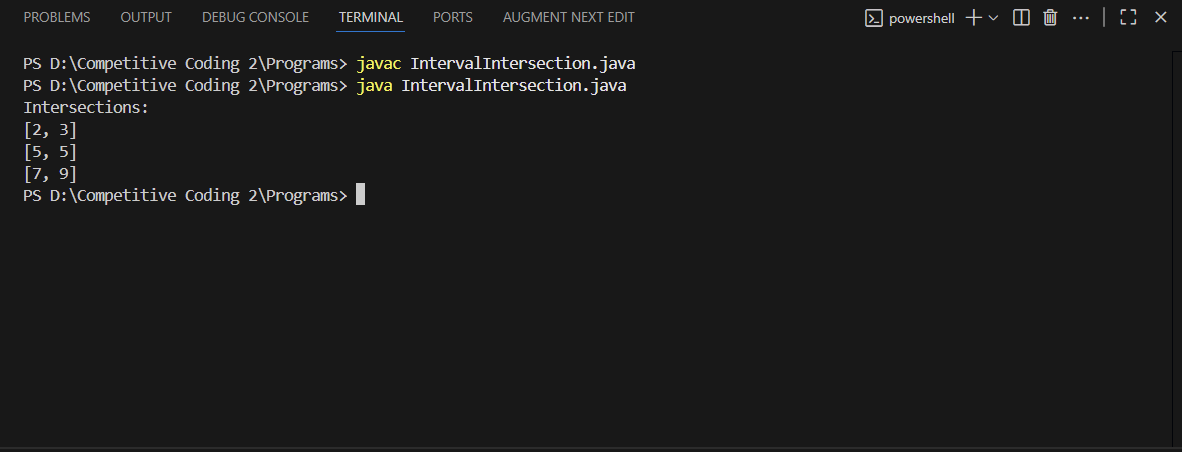 PROBLEMS OUTPUT DEBUG CONSOLE TERMINAL PORTS AUGMENT NEXT EDIT powershell
PS D:\Competitive Coding 2\Programs> javac IntervalIntersection.java
PS D:\Competitive Coding 2\Programs> java IntervalIntersection.java
Intersections:
[2, 3]
[5, 5]
[7, 9]
PS D:\Competitive Coding 2\Programs>